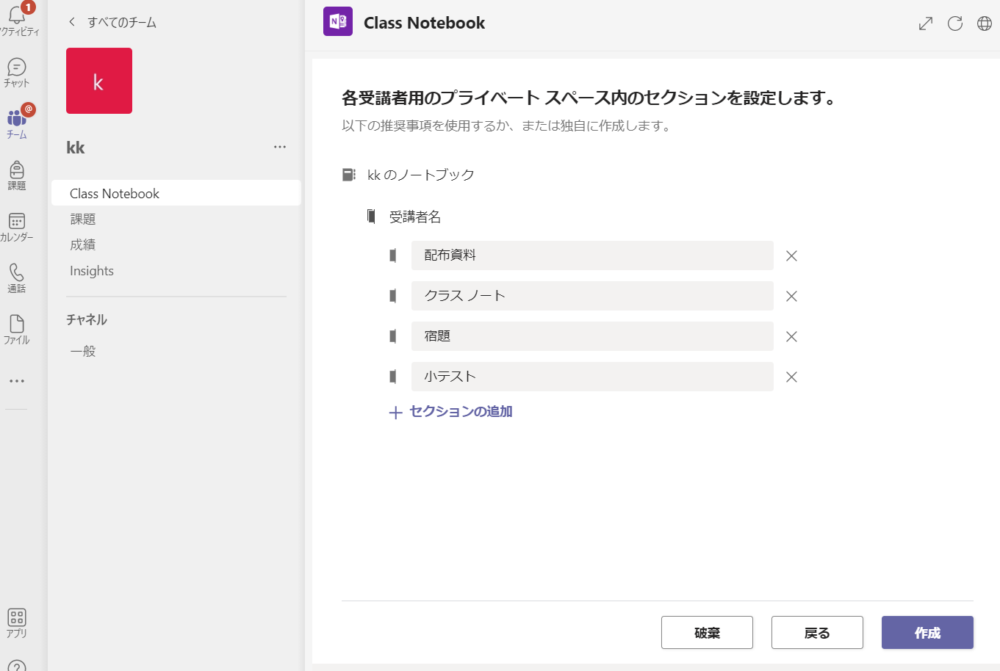 1
クティビティ
チャット
@
チーム
課題
カレンダー
通話
ファイル
アプリ
すべてのチーム
k
kk
Class Notebook
課題
成績
Insights
チャネル
一般
N
Class Notebook
各受講者用のプライベート スペース内のセクションを設定します。
以下の推奨事項を使用するか、または独自に作成します。
kk のノートブック
受講者名
配布資料
クラス ノート
宿題
小テスト
セクションの追加
破棄
戻る
作成